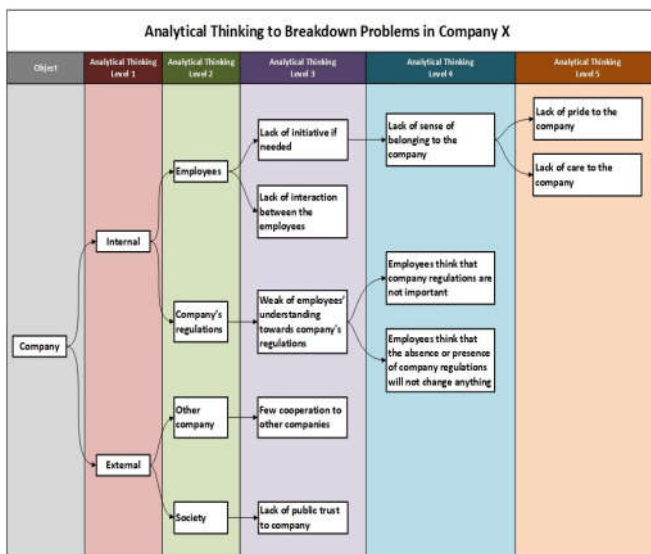 Analytical Thinking to Breakdown Problems in Company X
Object
Analytical Thinking
Level 1
Analytical Thinking
Level 2
Analytical Thinking
Level 3
Analytical Thinking
Level 4
Analytical Thinking
Level 5
Company
Internal
External
Employees
Company's
regulations
Other
company
Society
Lack of initiative if
needed
Lack of interaction
between the
employees
Weak of employees'
understanding
towards company's
regulations
Few cooperation to
other companies
Lack of public trust
to company
Lack of sense of
belonging to the
company
Employees think that
company regulations are
not important
Employees think that
the absence or presence
of company regulations
will not change anything
Lack of pride to the
company
Lack of care to the
company